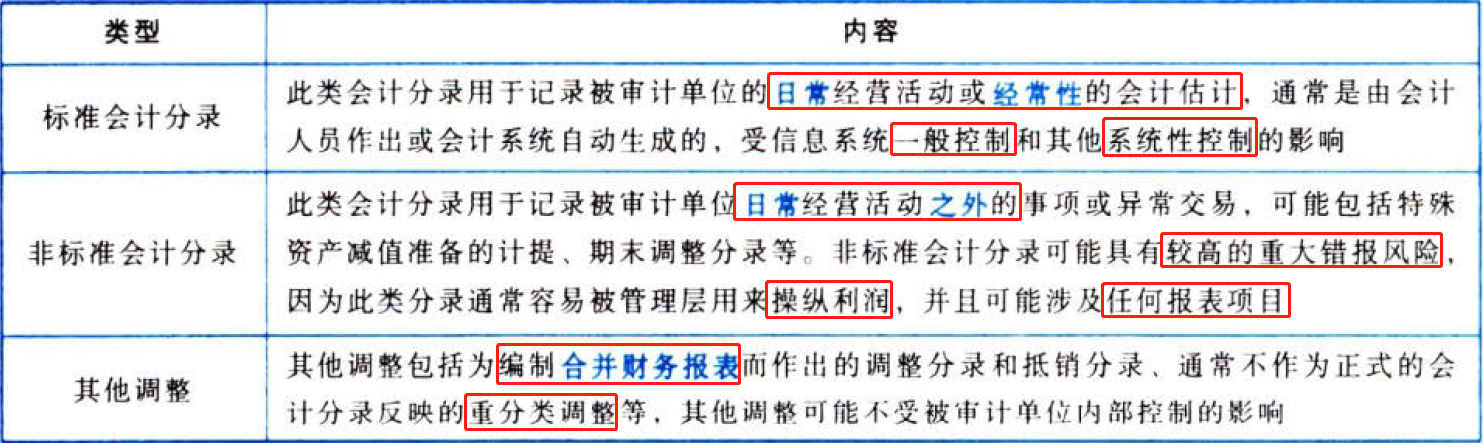 类型
内容
标准会计分录
此类会计分录用于记录被审计单位的日常经营活动或经常性的会计估计，通常是由会计
人员作出或会计系统自动生成的，受信息系统一般控制和其他系统性控制的影响
非标准会计分录
此类会计分录用于记录被审计单位日常经营活动之外的事项或异常交易，可能包括特殊
资产减值准备的计提、期末调整分录等。非标准会计分录可能具有较高的重大错报风险，
因为此类分录通常容易被管理层用来操纵利润，并且可能涉及任何报表项目
其他调整
其他调整包括为编制合并财务报表而作出的调整分录和抵销分录、通常不作为正式的会
计分录反映的重分类调整等，其他调整可能不受被审计单位内部控制的影响